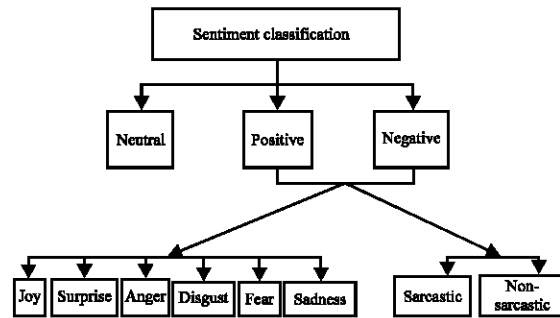 Sentiment classification
Neutral
Positive
Negative
Joy
Surprise
Anger
Disgust
Fear
Sadness
Sarcastic
Non-
sarcastic